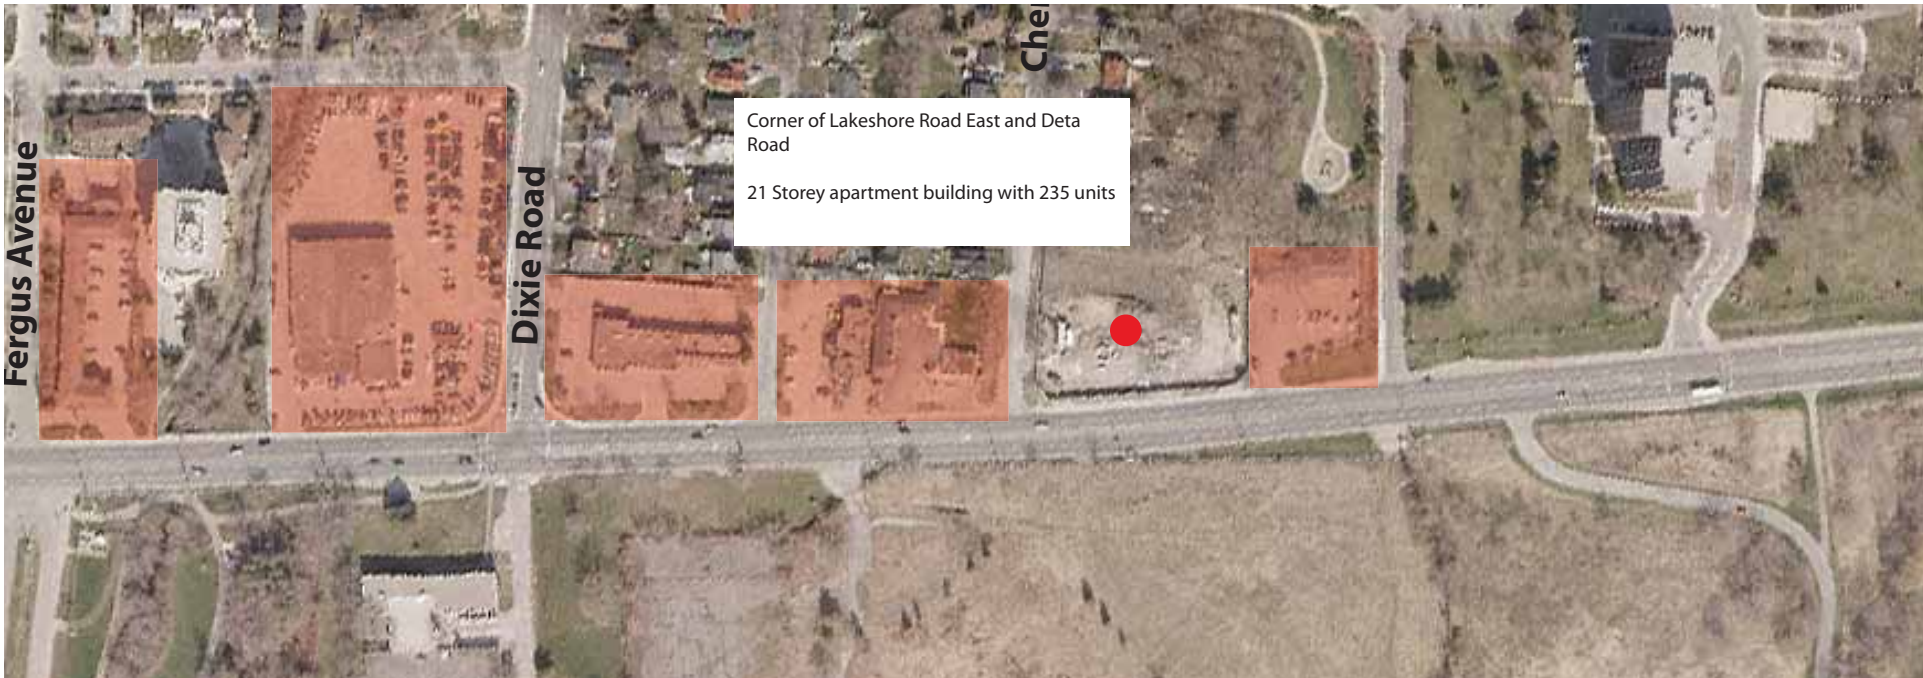 Fergus Avenue
Dixie Road
Cher
Corner of Lakeshore Road East and Deta
Road
21 Storey apartment building with 235 units